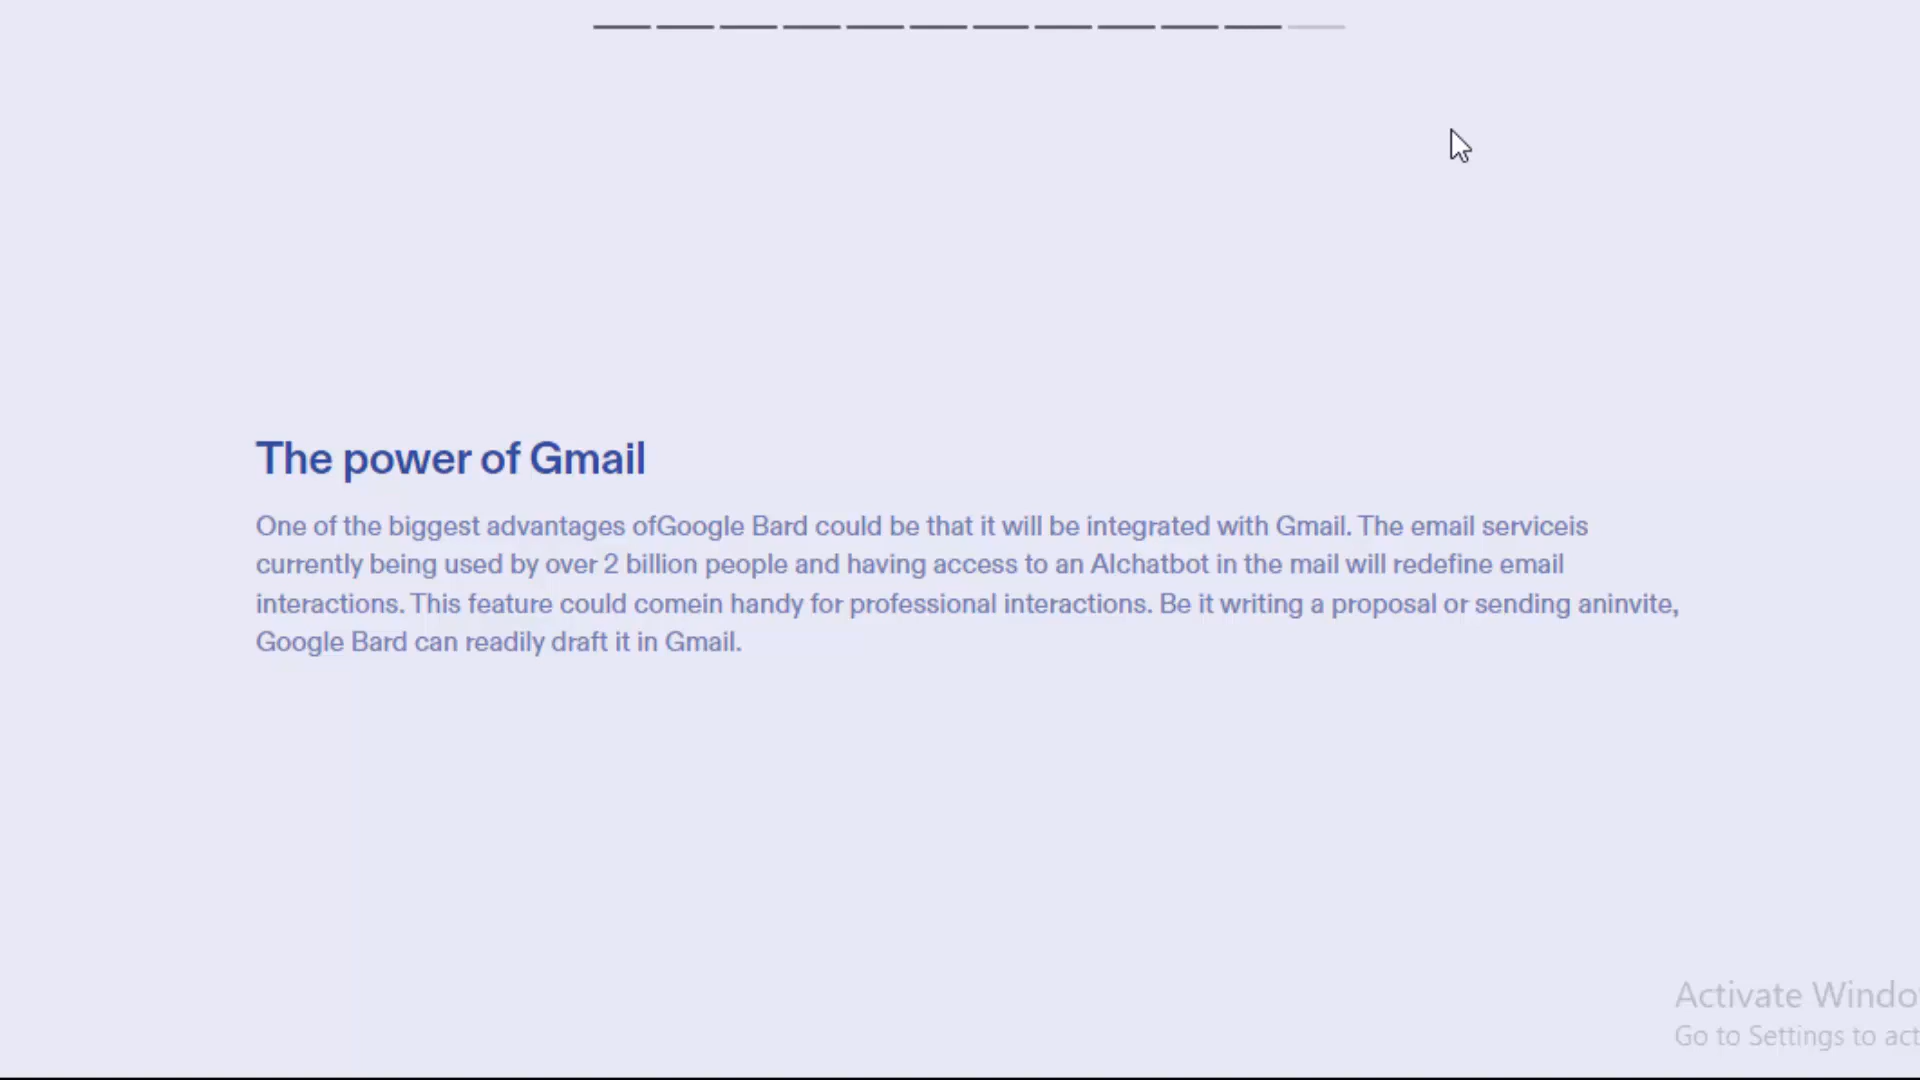 The power of Gmail
One of the biggest advantages ofGoogle Bard could be that it will be integrated with Gmail. The email serviceis
currently being used by over 2 billion people and having access to an AIchatbot in the mail will redefine email
interactions. This feature could comein handy for professional interactions. Be it writing a proposal or sending aninvite,
Google Bard can readily draft it in Gmail.
Activate Windo
Go to Settings to act